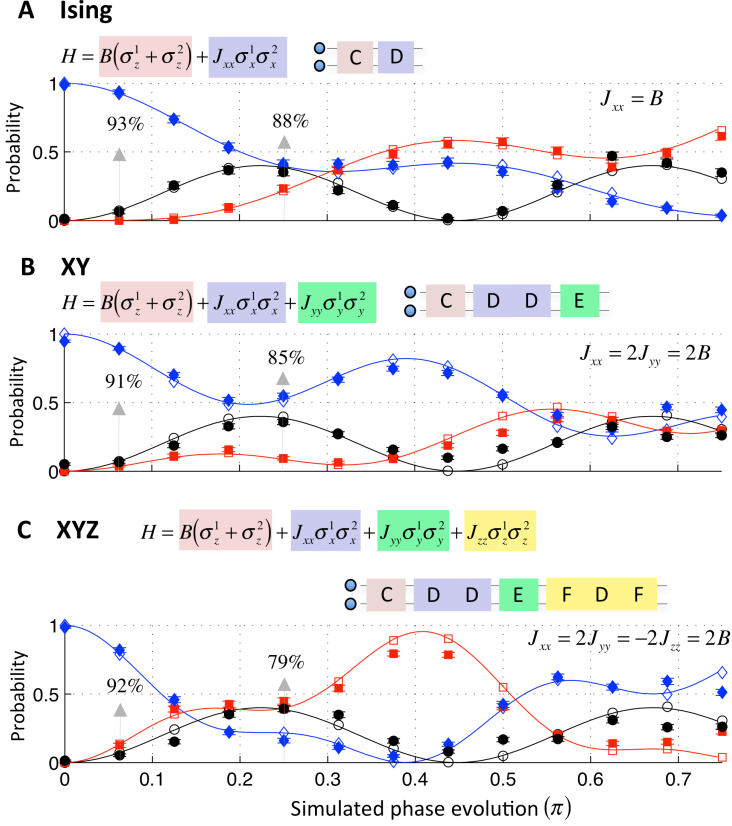 A Ising
H = B(σ_z^1 + σ_z^2) + J_xx σ_x^1 σ_x^2 C D
J_xx = B
1
0.5
0
Probability
93%
88%
B XY
H = B(σ_z^1 + σ_z^2) + J_xx σ_x^1 σ_x^2 + J_yy σ_y^1 σ_y^2 C D D E
J_xx = 2J_yy = 2B
1
0.5
0
Probability
91%
85%
C XYZ
H = B(σ_z^1 + σ_z^2) + J_xx σ_x^1 σ_x^2 + J_yy σ_y^1 σ_y^2 + J_zz σ_z^1 σ_z^2
C D D E F D F
J_xx = 2J_yy = −2J_zz = 2B
1
0.5
0
Probability
92%
79%
0 0.1 0.2 0.3 0.4 0.5 0.6 0.7
Simulated phase evolution (π)